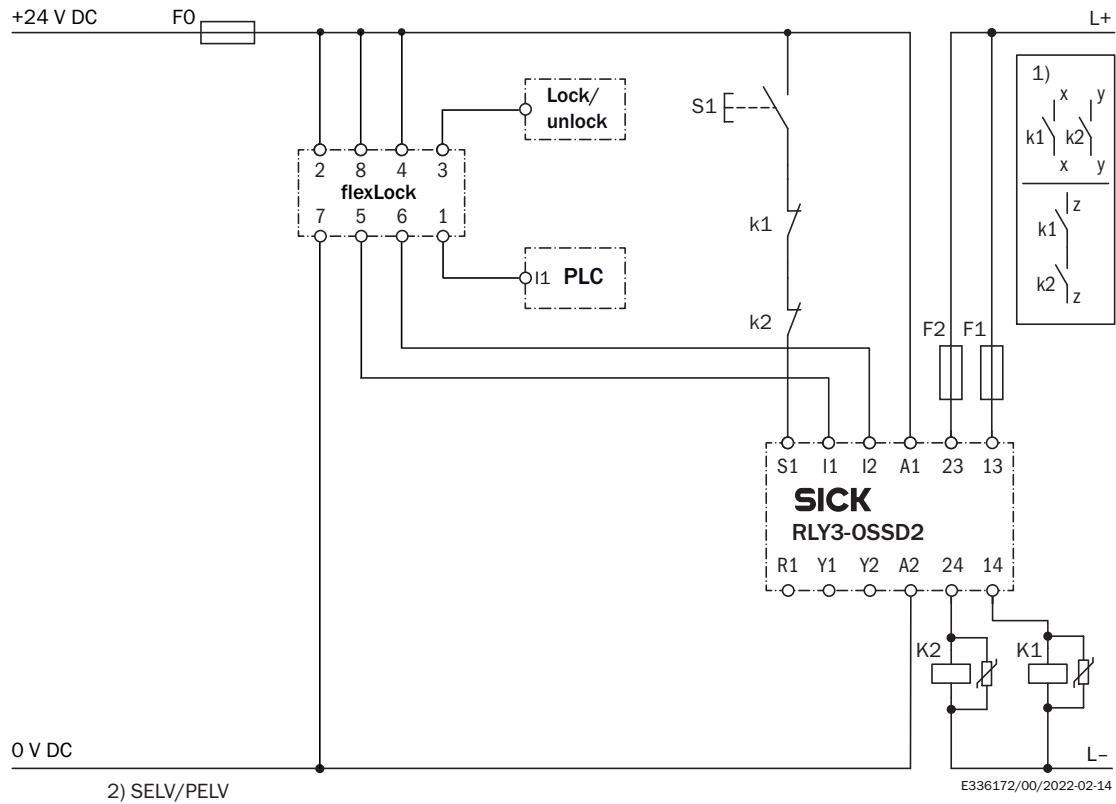 +24 V DC
F0
L+
1)
x y
k1 k2
x y
z
k1
k2
z
Lock/
unlock
S1
2 8 4 3
flexLock
7 5 6 1
I1 PLC
k1
k2
F2 F1
S1 I1 I2 A1 23 13
SICK
RLY3-OSSD2
R1 Y1 Y2 A2 24 14
K2 K1
0 V DC
L–
2) SELV/PELV
E336172/00/2022-02-14